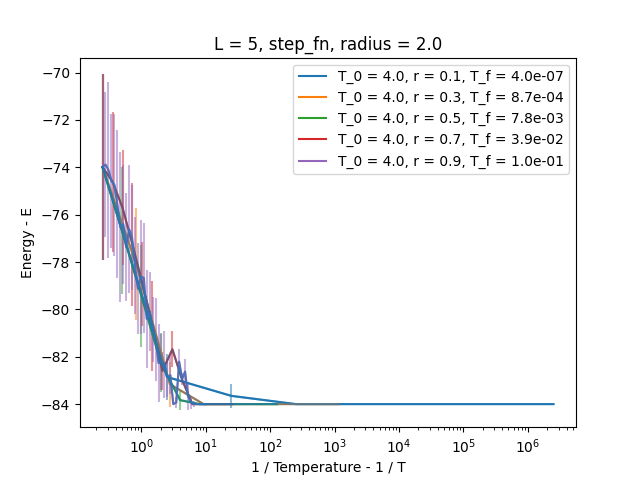 L = 5, step_fn, radius = 2.0
T_0 = 4.0, r = 0.1, T_f = 4.0e-07
T_0 = 4.0, r = 0.3, T_f = 8.7e-04
T_0 = 4.0, r = 0.5, T_f = 7.8e-03
T_0 = 4.0, r = 0.7, T_f = 3.9e-02
T_0 = 4.0, r = 0.9, T_f = 1.0e-01
Energy - E
−70
−72
−74
−76
−78
−80
−82
−84
10⁰ 10¹ 10² 10³ 10⁴ 10⁵ 10⁶
1 / Temperature - 1 / T